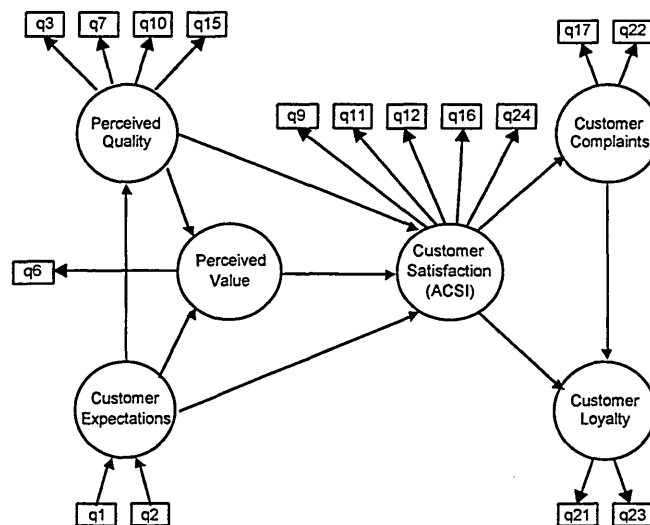 q3
q7
q10
q15
q17
q22
Perceived
Quality
q9
q11
q12
q16
q24
Customer
Complaints
q6
Perceived
Value
Customer
Satisfaction
(ACSI)
Customer
Expectations
Customer
Loyalty
q1
q2
q21
q23